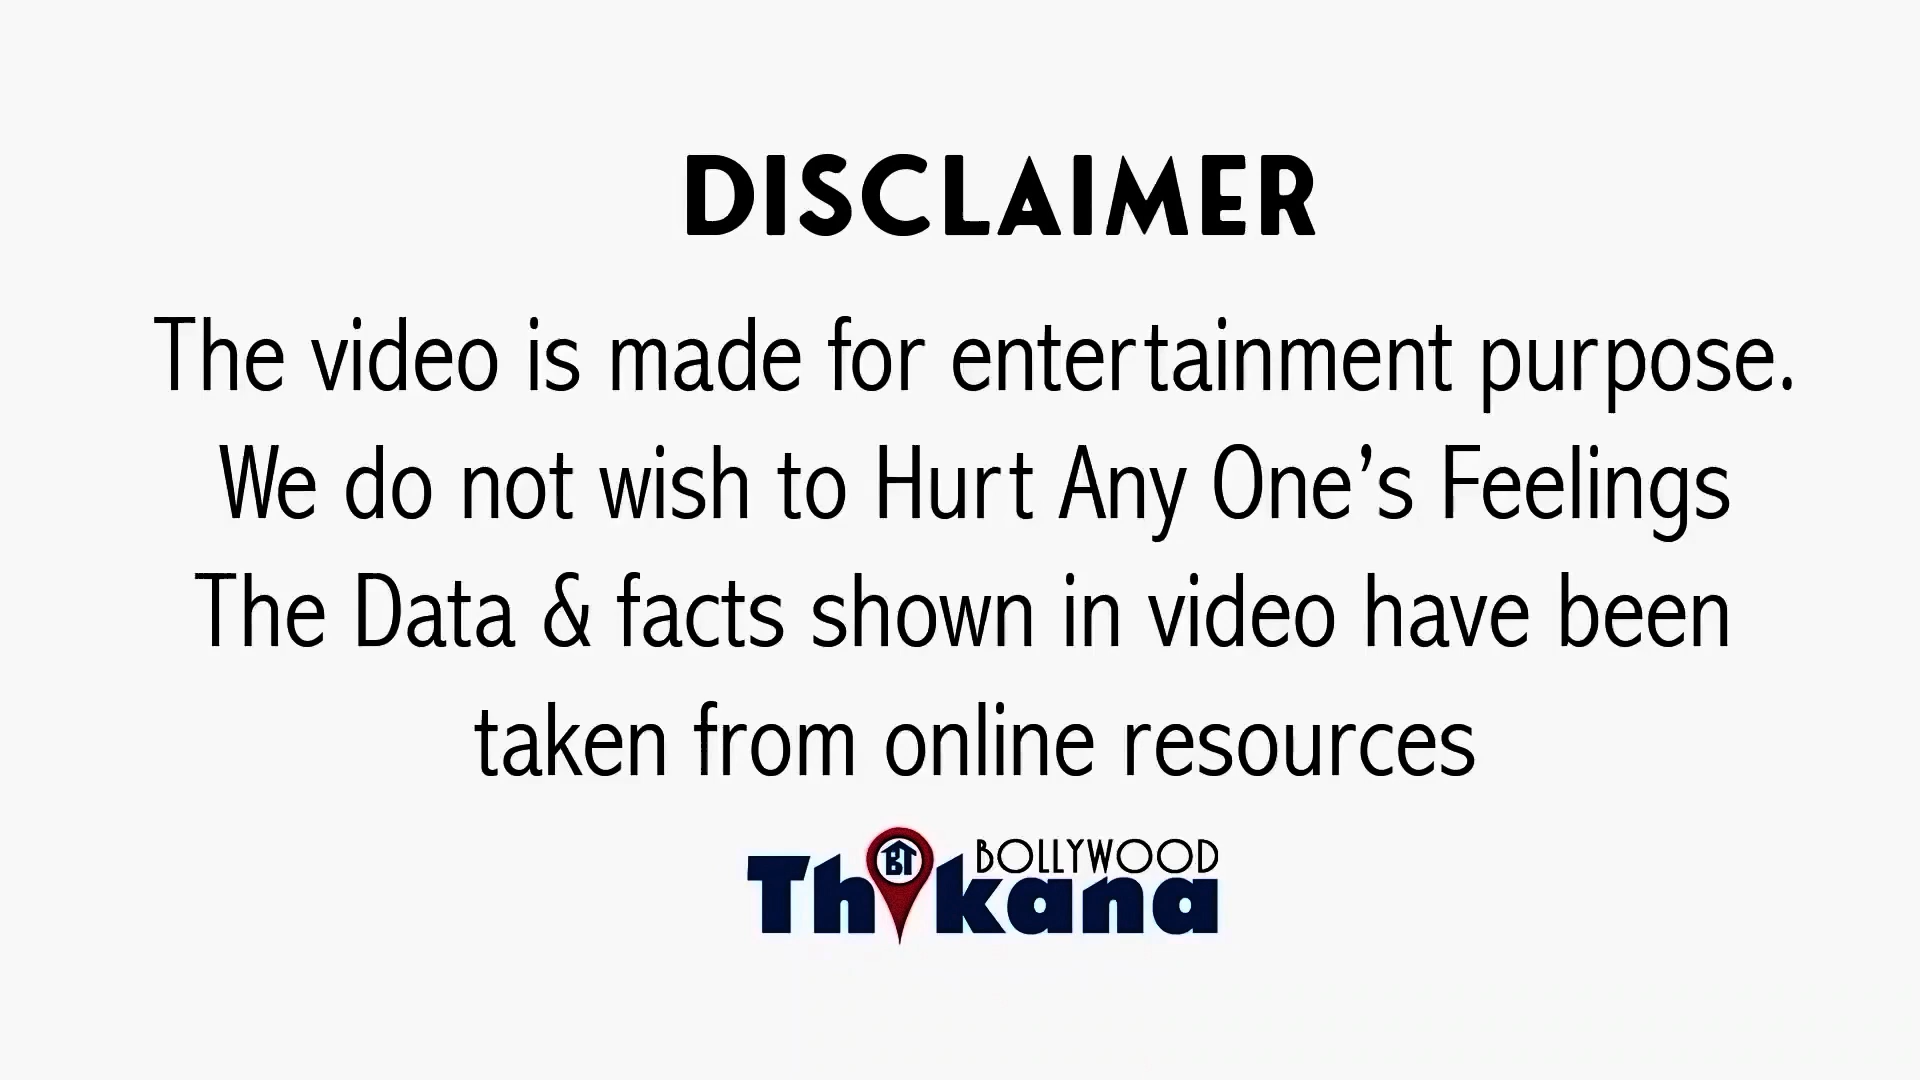 DISCLAIMER
The video is made for entertainment purpose.
We do not wish to Hurt Any One’s Feelings
The Data & facts shown in video have been
taken from online resources
BT
BOLLYWOOD
Thikana